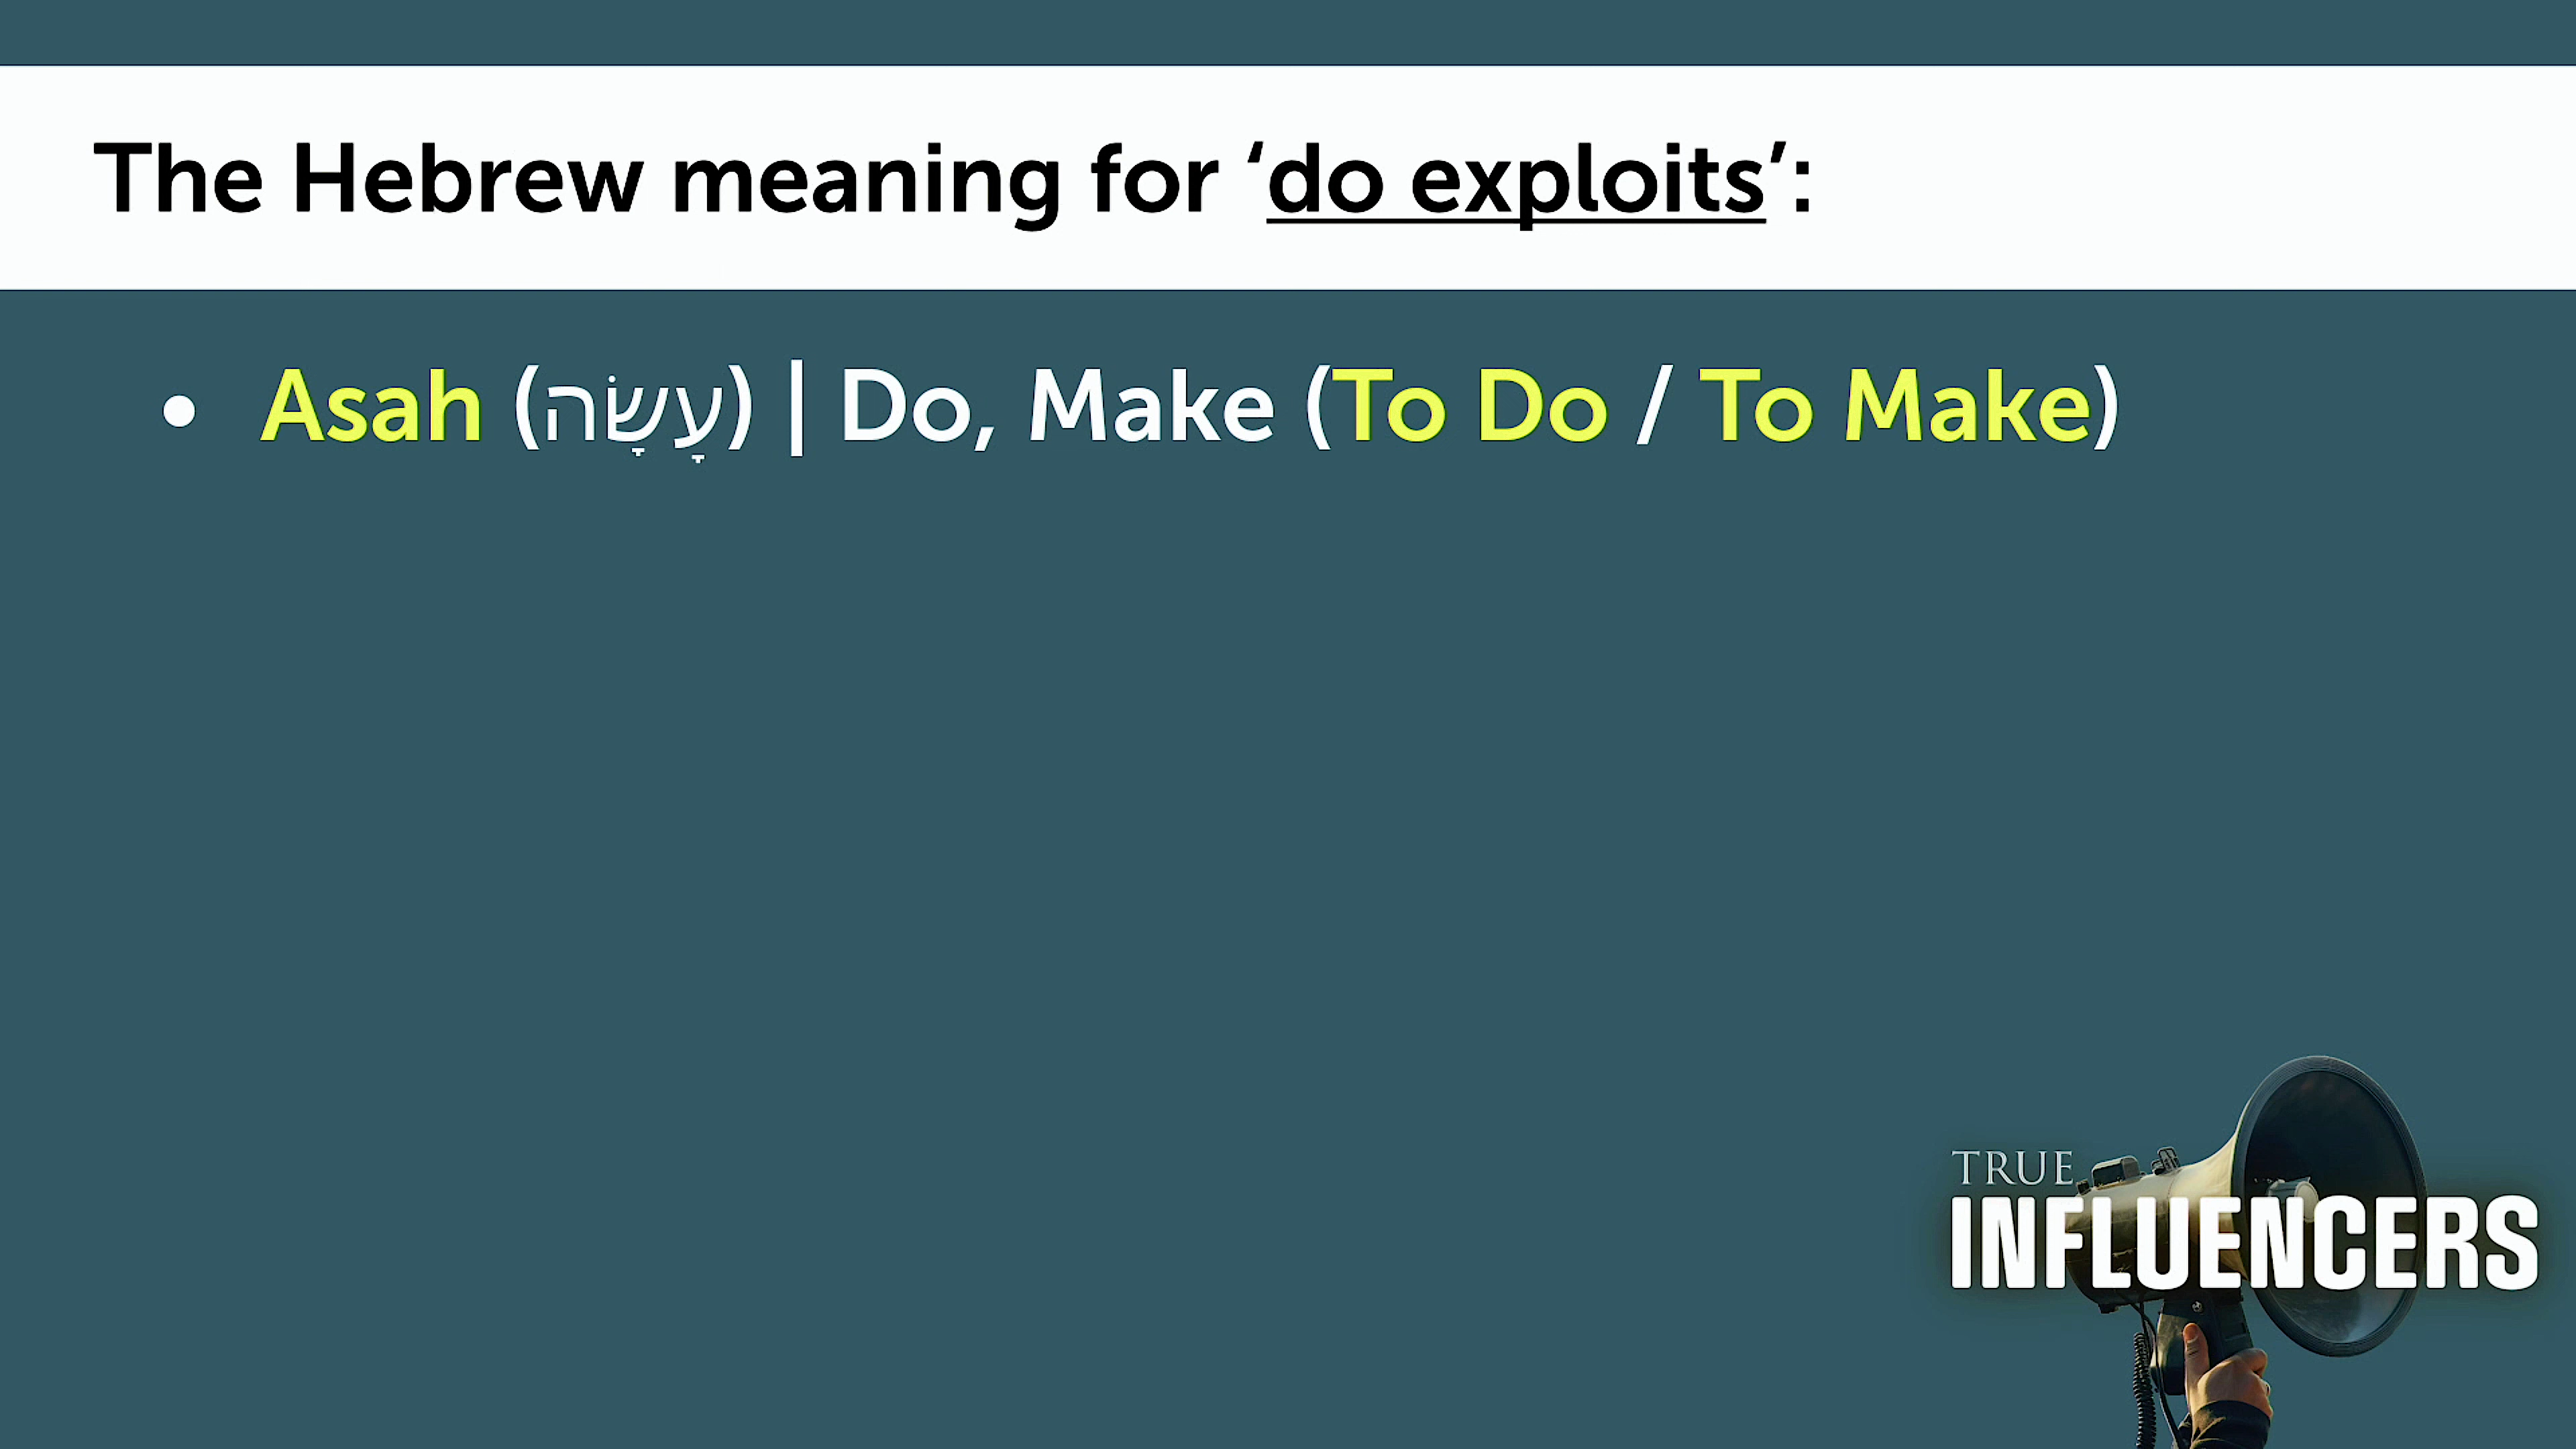 The Hebrew meaning for ‘do exploits’:
• Asah (עָשָׂה) | Do, Make (To Do / To Make)
TRUE
INFLUENCERS